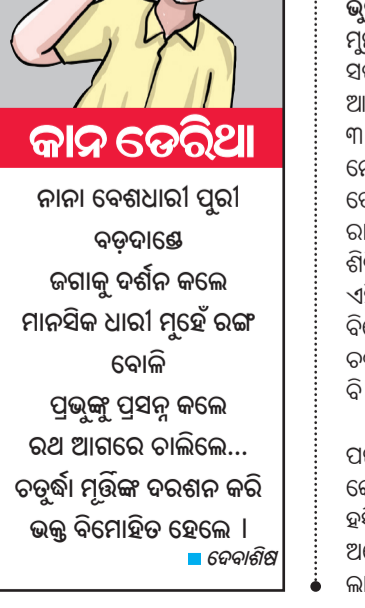 କାନ ଡେରିଥା
ନାନା ବେଶଧାରୀ ପୁରୀ
ବଡ଼ଦାଣ୍ଡେ
ଜଗାକୁ ଦର୍ଶନ କଲେ
ମାନସିକ ଧାରୀ ମୁହେଁ ରଙ୍ଗ
ବୋଳି
ପ୍ରଭୁଙ୍କୁ ପ୍ରସନ୍ନ କଲେ
ରଥ ଆଗରେ ଚାଲିଲେ...
ଚତୁର୍ଦ୍ଧା ମୂର୍ତ୍ତିଙ୍କ ଦରଶନ କରି
ଭକ୍ତ ବିମୋହିତ ହେଲେ ।
ଦେବାଶିଷ